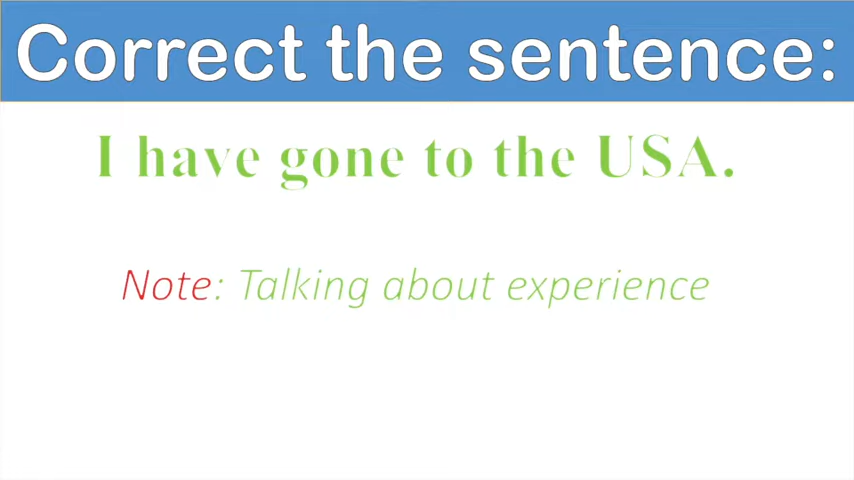 Correct the sentence:
I have gone to the USA.
Note: Talking about experience